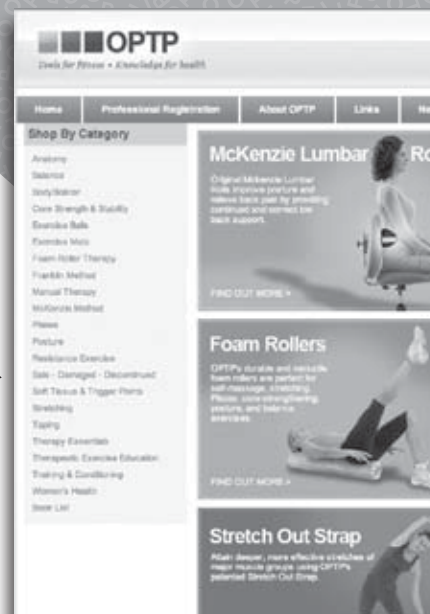 OPTP
Tools for Fitness • Knowledge for health
Home Professional Registration About OPTP Links
Shop By Category
Anatomy
Balance
Core Strength & Stability
Exercise Balls
Exercise Mats
Foam Roller Therapy
Franklin Method
Manual Therapy
McKenzie Method
Pilates
Posture
Resistance Exercise
Sale - Damaged - Discontinued
Soft Tissue & Trigger Points
Stretching
Taping
Therapy Essentials
Therapeutic Exercise Education
Training & Conditioning
Women's Health
Book List
McKenzie Lumbar Ro
Original McKenzie Lumbar
Rolls improve posture and
relieve back pain by providing
continued and correct low
back support.
FIND OUT MORE »
Foam Rollers
OPTP's durable and versatile
foam rollers are perfect for
self-massage, stretching,
Pilates, core strengthening,
posture, and balance
exercises.
FIND OUT MORE »
Stretch Out Strap
Attain deeper, more effective stretches of
major muscle groups using OPTP's
patented Stretch Out Strap.